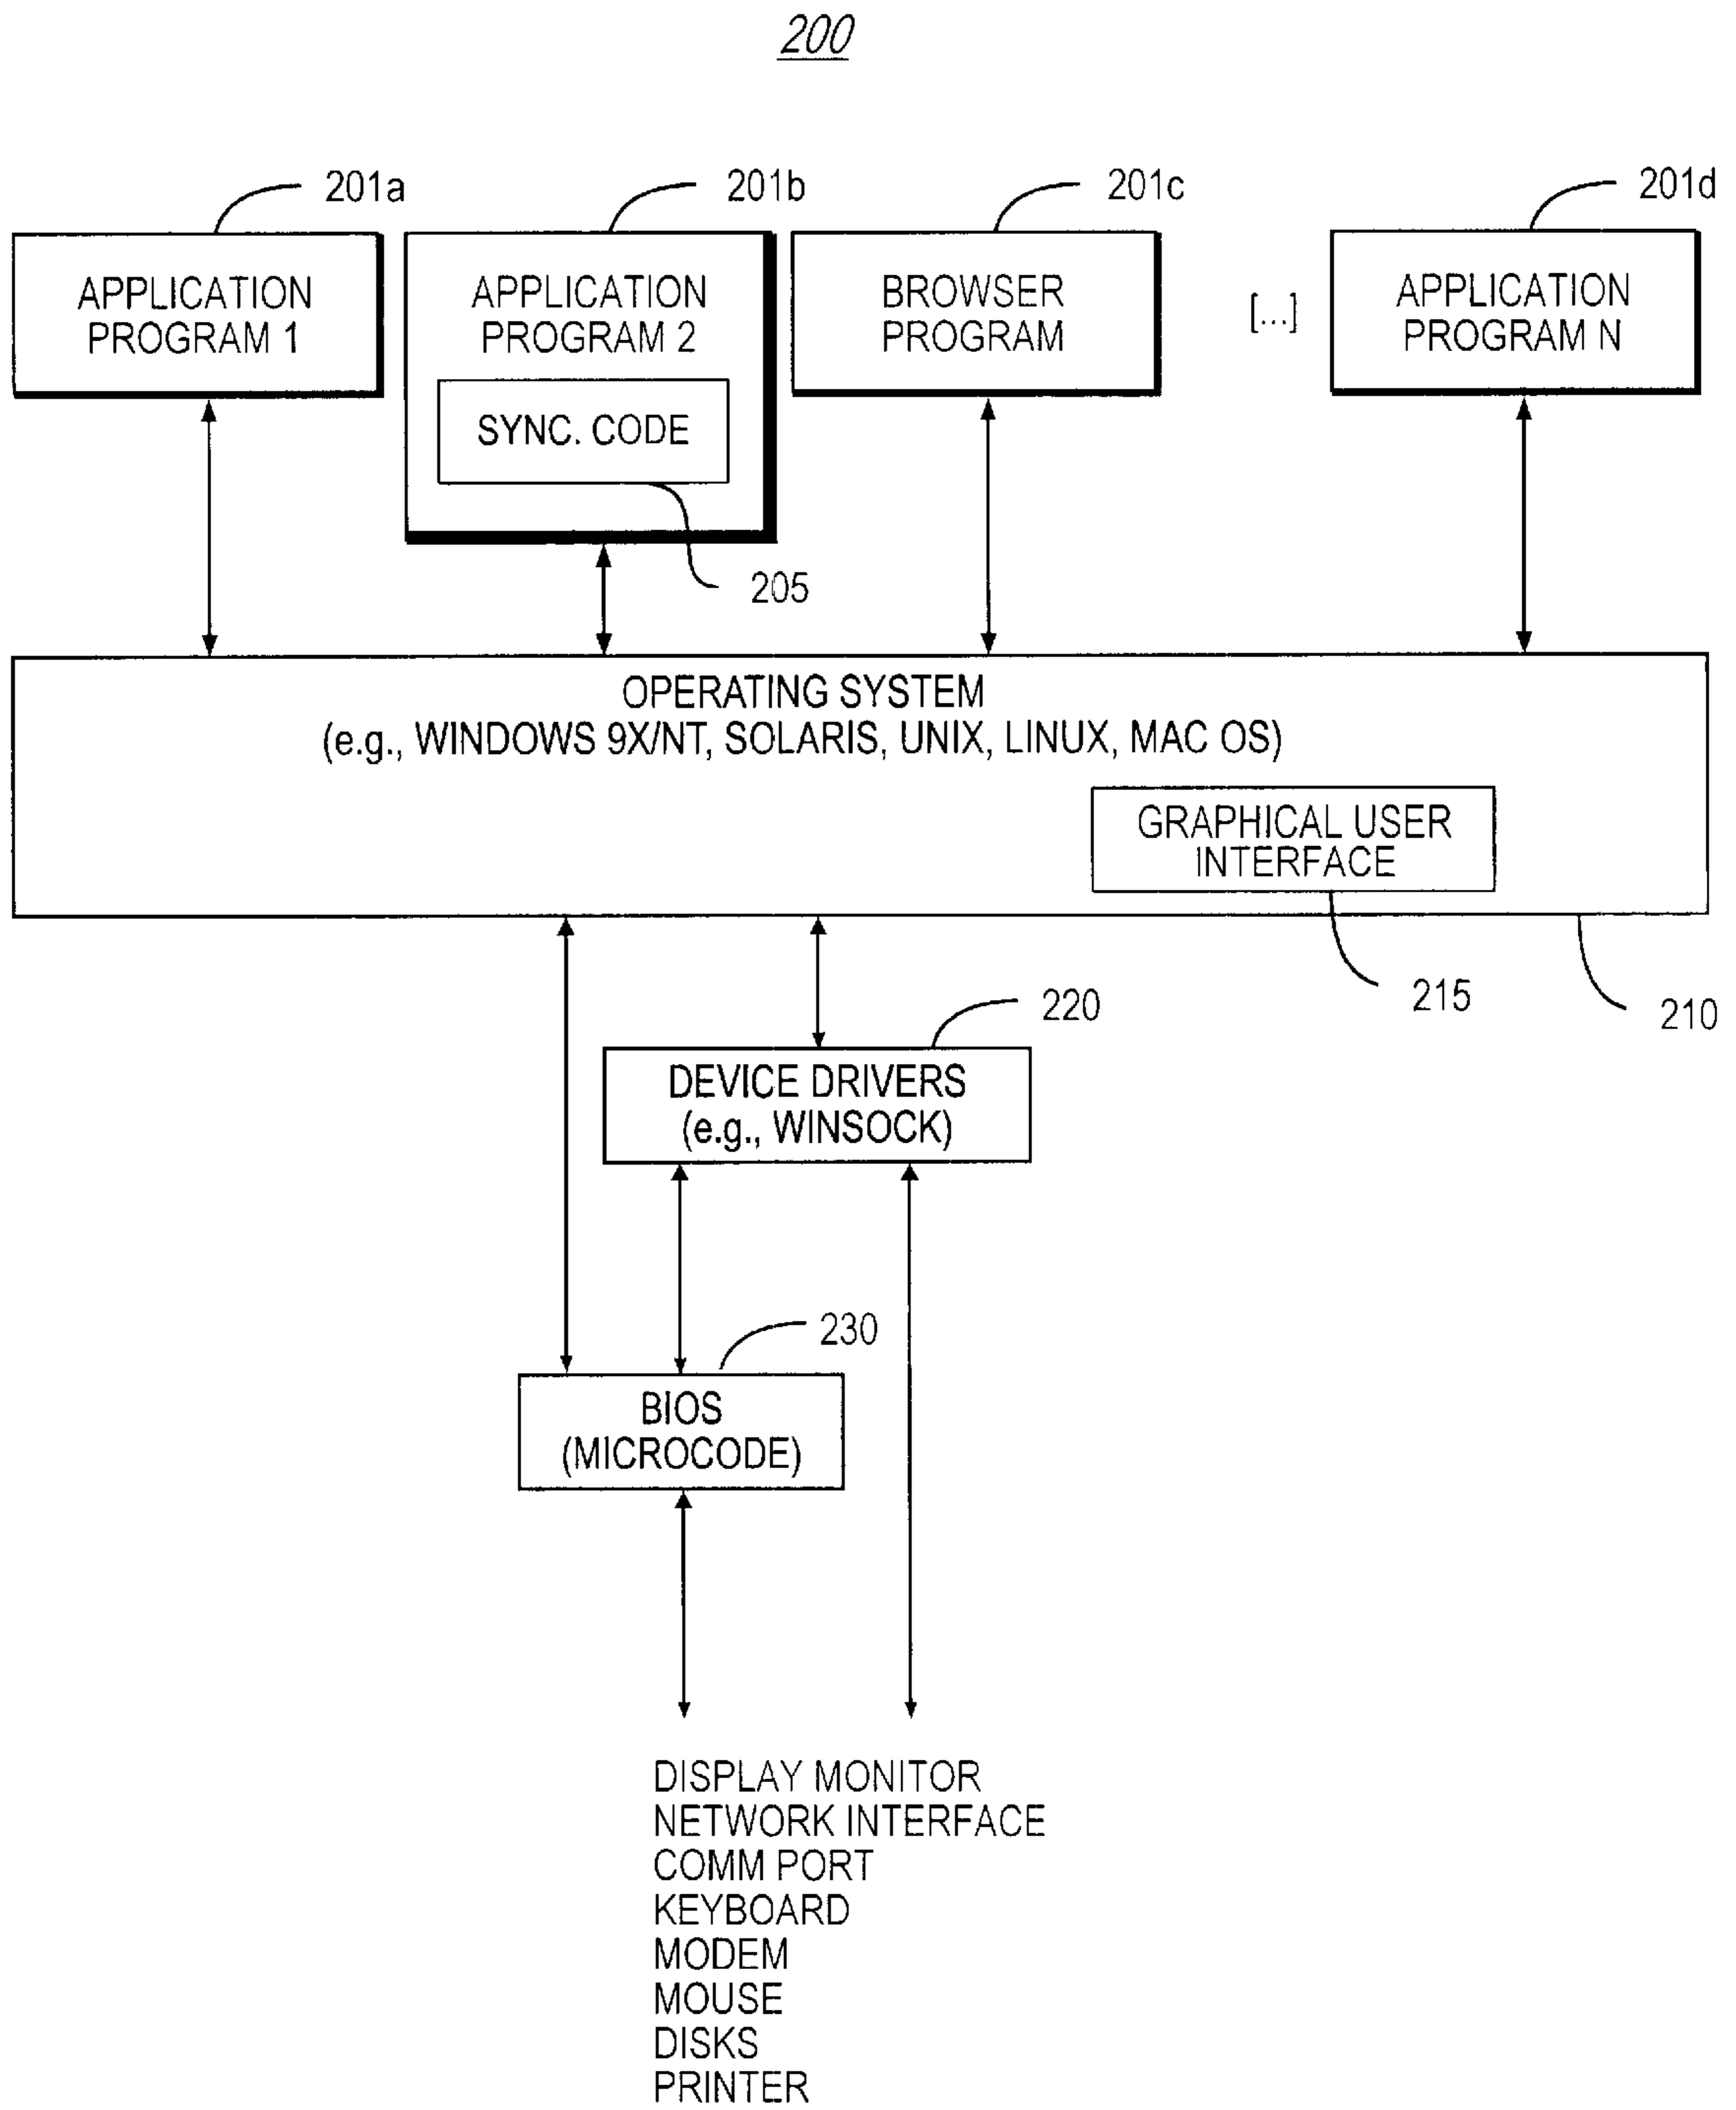 200
201a
201b
201c
201d
APPLICATION
PROGRAM 1
APPLICATION
PROGRAM 2
SYNC. CODE
205
BROWSER
PROGRAM
[...]
APPLICATION
PROGRAM N
OPERATING SYSTEM
(e.g., WINDOWS 9X/NT, SOLARIS, UNIX, LINUX, MAC OS)
GRAPHICAL USER
INTERFACE
215
210
220
DEVICE DRIVERS
(e.g., WINSOCK)
230
BIOS
(MICROCODE)
DISPLAY MONITOR
NETWORK INTERFACE
COMM PORT
KEYBOARD
MODEM
MOUSE
DISKS
PRINTER